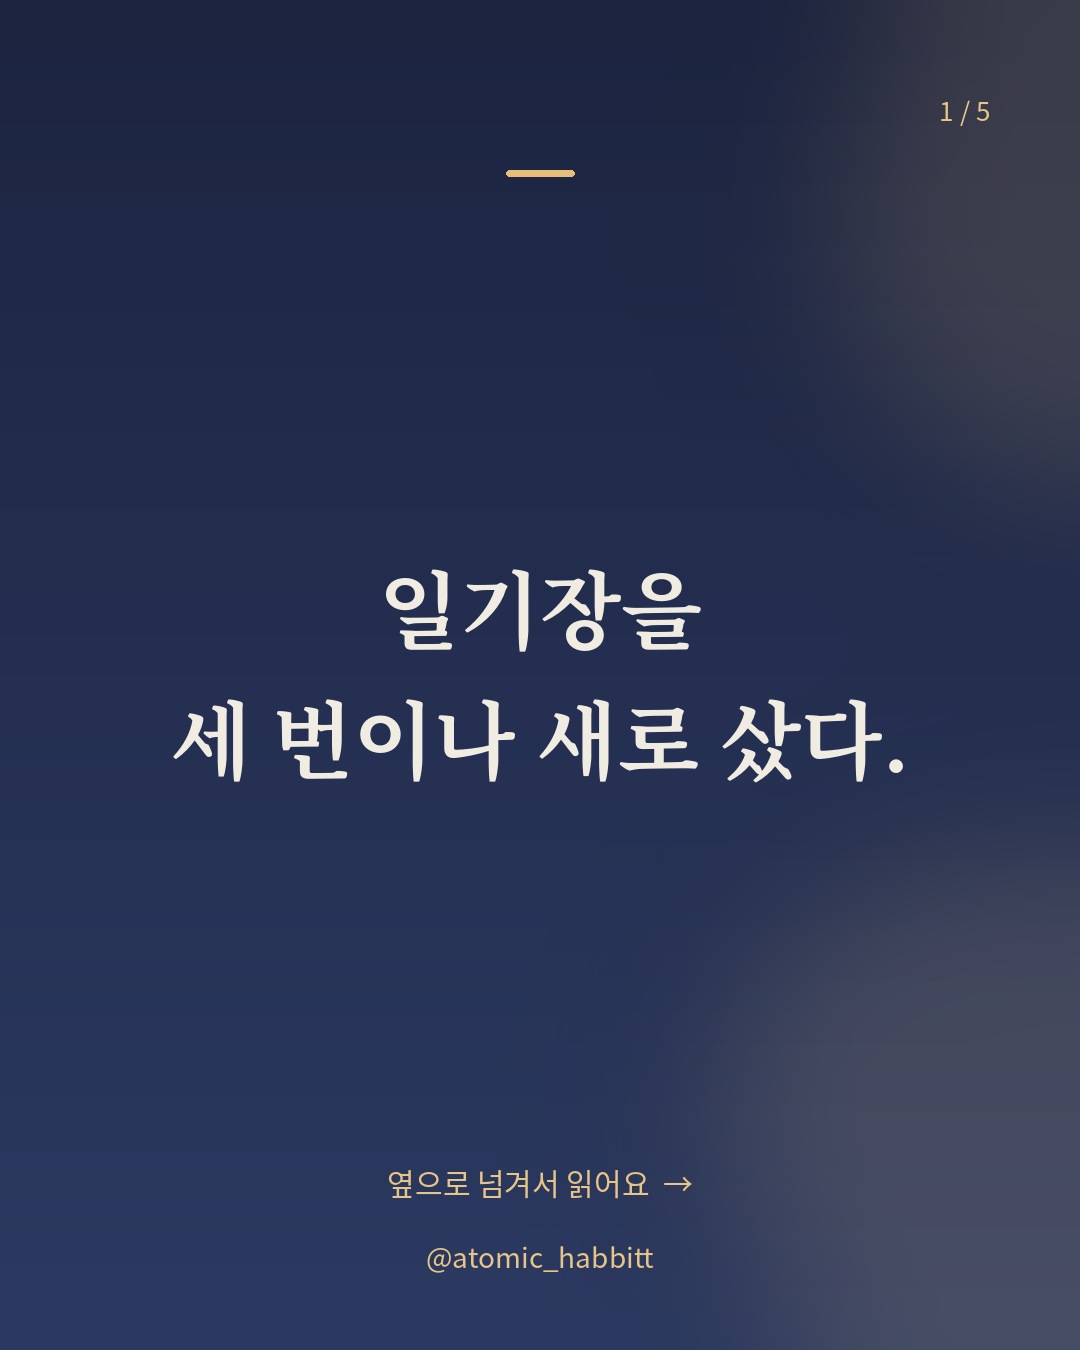 1 / 5
일기장을
세 번이나 새로 샀다.
옆으로 넘겨서 읽어요 →
@atomic_habbitt